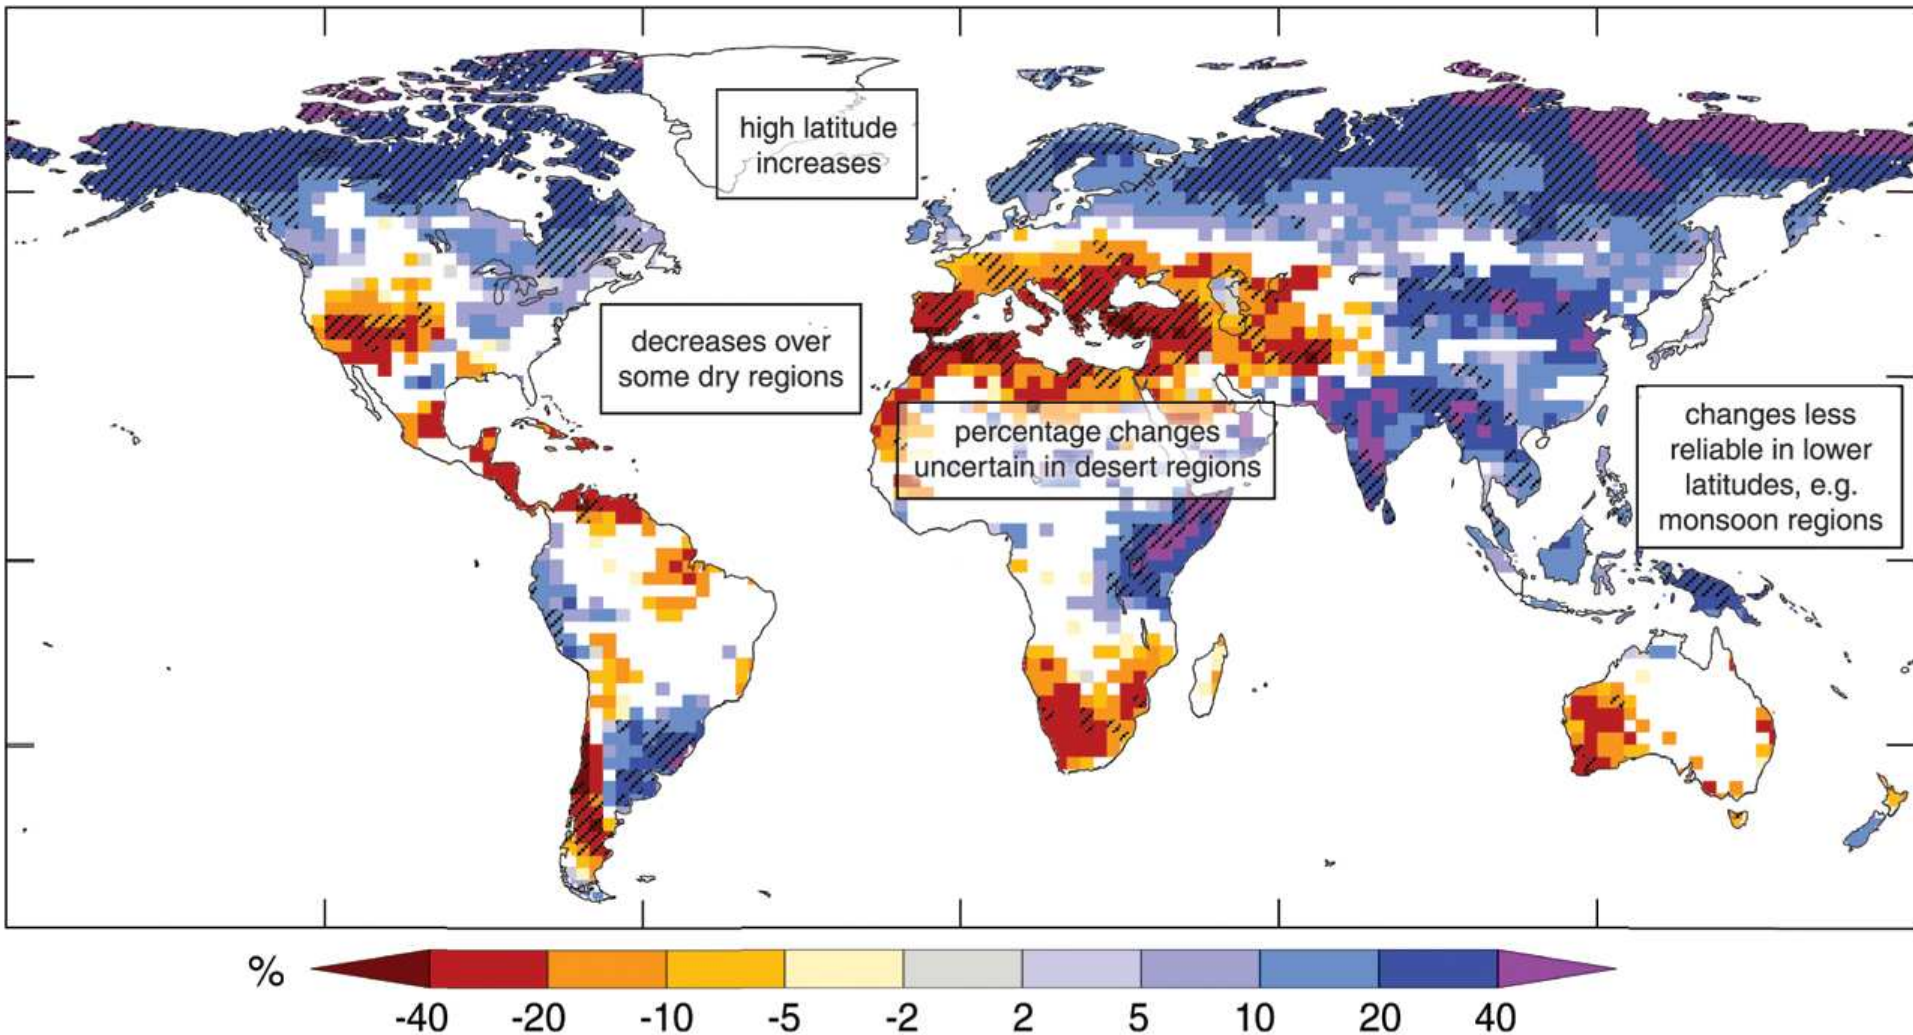 high latitude
increases
decreases over
some dry regions
percentage changes
uncertain in desert regions
changes less
reliable in lower
latitudes, e.g.
monsoon regions
%
-40 -20 -10 -5 -2 2 5 10 20 40